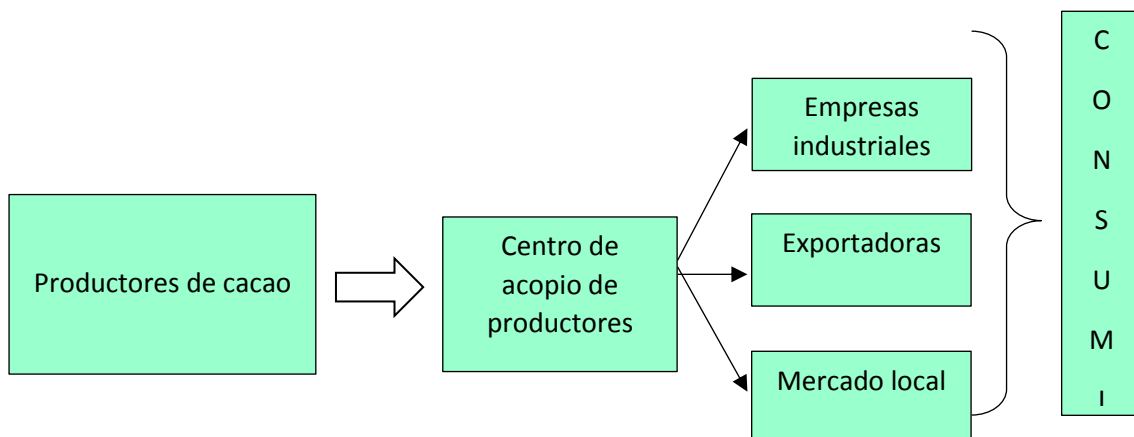 Productores de cacao
Centro de
acopio de
productores
Empresas
industriales
Exportadoras
Mercado local
C
O
N
S
U
M
I